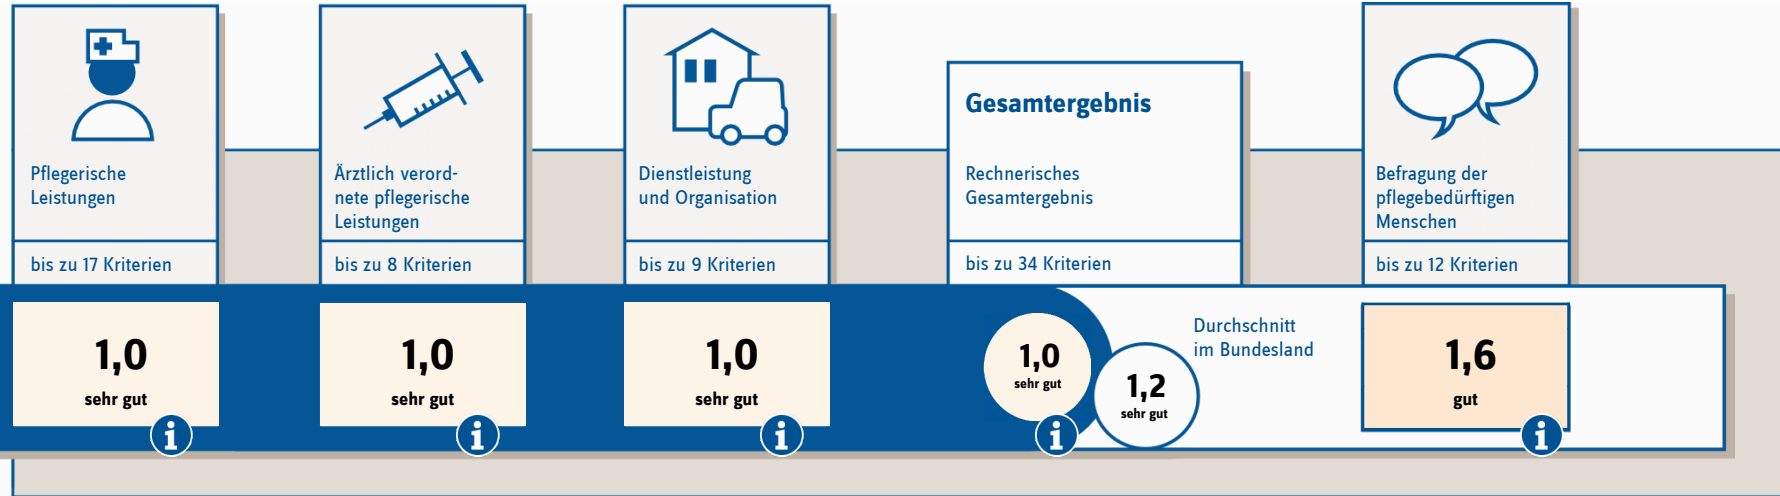 Pflegerische
Leistungen
bis zu 17 Kriterien
1,0
sehr gut
i
Ärztlich verord-
nete pflegerische
Leistungen
bis zu 8 Kriterien
1,0
sehr gut
i
Dienstleistung
und Organisation
bis zu 9 Kriterien
1,0
sehr gut
i
Gesamtergebnis
Rechnerisches
Gesamtergebnis
bis zu 34 Kriterien
1,0
sehr gut
i
1,2
sehr gut
Durchschnitt
im Bundesland
Befragung der
pflegebedürftigen
Menschen
bis zu 12 Kriterien
1,6
gut
i